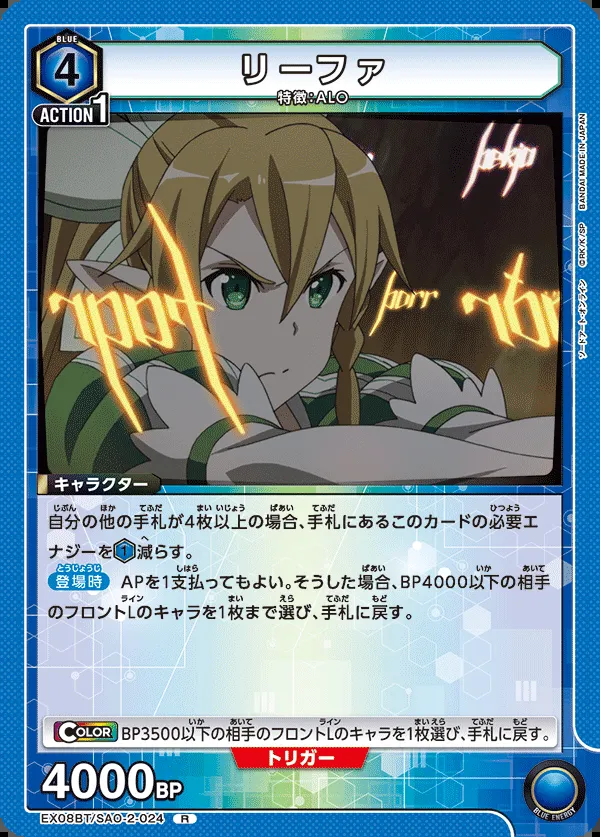 BLUE
4
リーファ
特徴:ALO
ACTION 1
BANDAI MADE IN JAPAN
©RK/K/SP
ソードアート・オンライン
キャラクター
自分の他の手札が4枚以上の場合、手札にあるこのカードの必要エ
ナジーを1減らす。
登場時 APを1支払ってもよい。そうした場合、BP4000以下の相手
のフロントLのキャラを1枚まで選び、手札に戻す。
COLOR BP3500以下の相手のフロントLのキャラを1枚選び、手札に戻す。
トリガー
4000BP
EX08BT/SAO-2-024 R
BLUE ENERGY